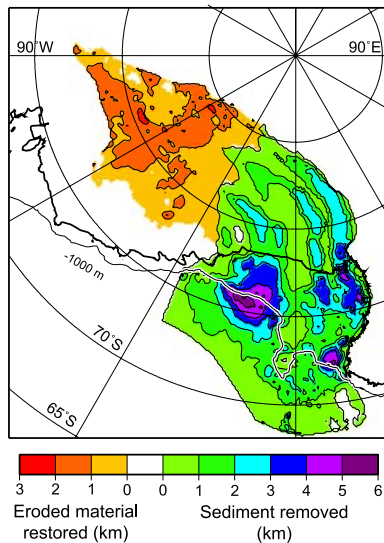 90°W
90°E
-1000 m
70°S
65°S
3 2 1 0 0 1 2 3 4 5 6
Eroded material Sediment removed
restored (km) (km)